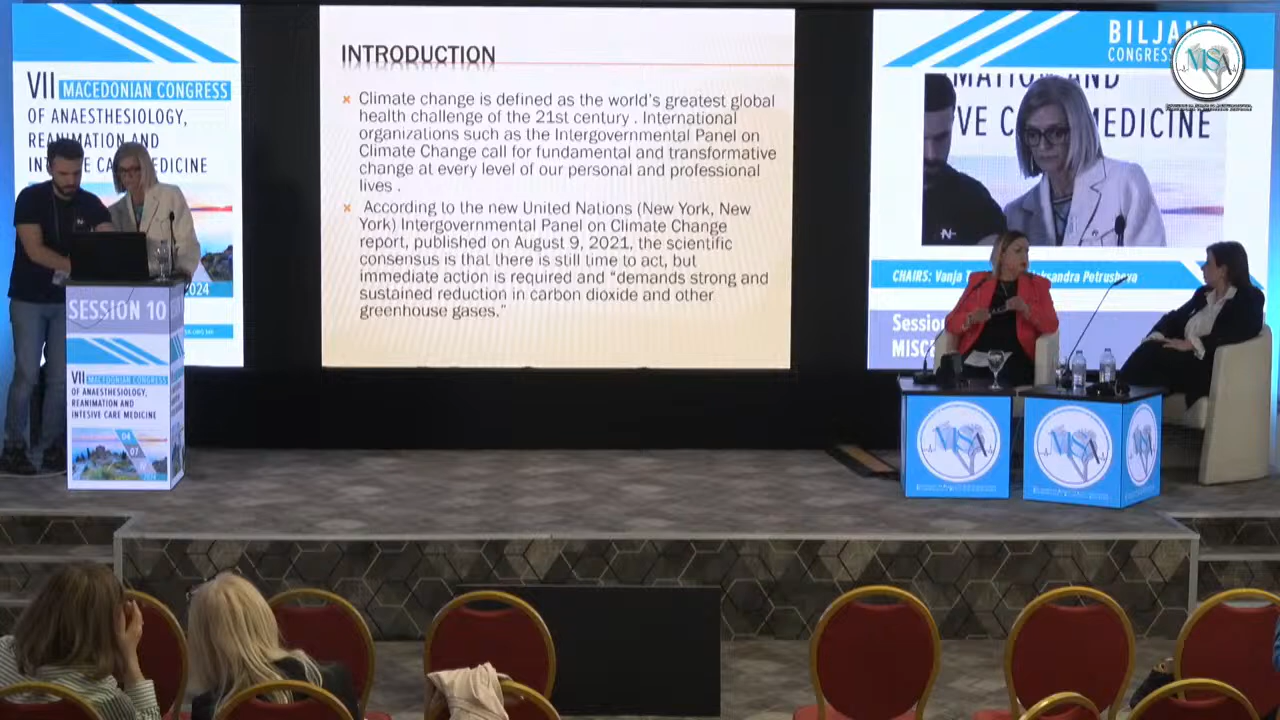 VII MACEDONIAN CONGRESS
OF ANAESTHESIOLOGY,
REANIMATION AND
2024
SESSION 10
VII MACEDONIAN CONGRESS
OF ANAESTHESIOLOGY,
REANIMATION AND
INTESIVE CARE MEDICINE
04
07
INTRODUCTION
Climate change is defined as the world's greatest global
health challenge of the 21st century . International
organizations such as the Intergovernmental Panel on
Climate Change call for fundamental and transformative
change at every level of our personal and professional
lives .
According to the new United Nations (New York, New
York) Intergovernmental Panel on Climate Change
report, published on August 9, 2021, the scientific
consensus is that there is still time to act, but
immediate action is required and “demands strong and
sustained reduction in carbon dioxide and other
greenhouse gases.”
BILJANA
CONGRESS
MSA
MEDICINE
CHAIRS: Vanja
Petrusheva
MSA
MSA
MSA